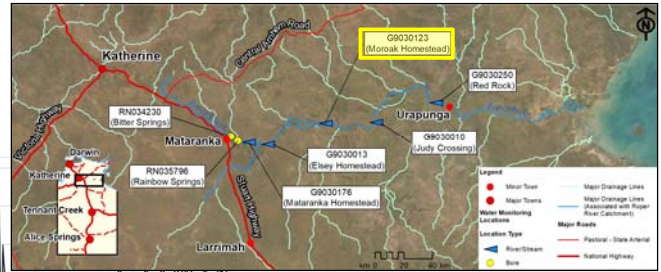 Katherine
Central Arnhem Road
G9030123
(Moroak Homestead)
G9030250
(Red Rock)
RN034230
(Bitter Springs)
Urapunga
Victoria Highway
Mataranka
G9030010
(Judy Crossing)
G9030013
(Elsey Homestead)
RN035796
(Rainbow Springs)
G9030176
(Mataranka Homestead)
Stuart Highway
Larrimah
Darwin
Katherine
Tennant Creek
Alice Springs
N
km 0 20 40 km
Legend
Minor Town
Major Towns
Water Monitoring
Locations
Location Type
River/Stream
Bore
Major Drainage Lines
Major Drainage Lines
(Associated with Roper
River Catchment)
Major Roads
Pastoral - State Arterial
National Highway